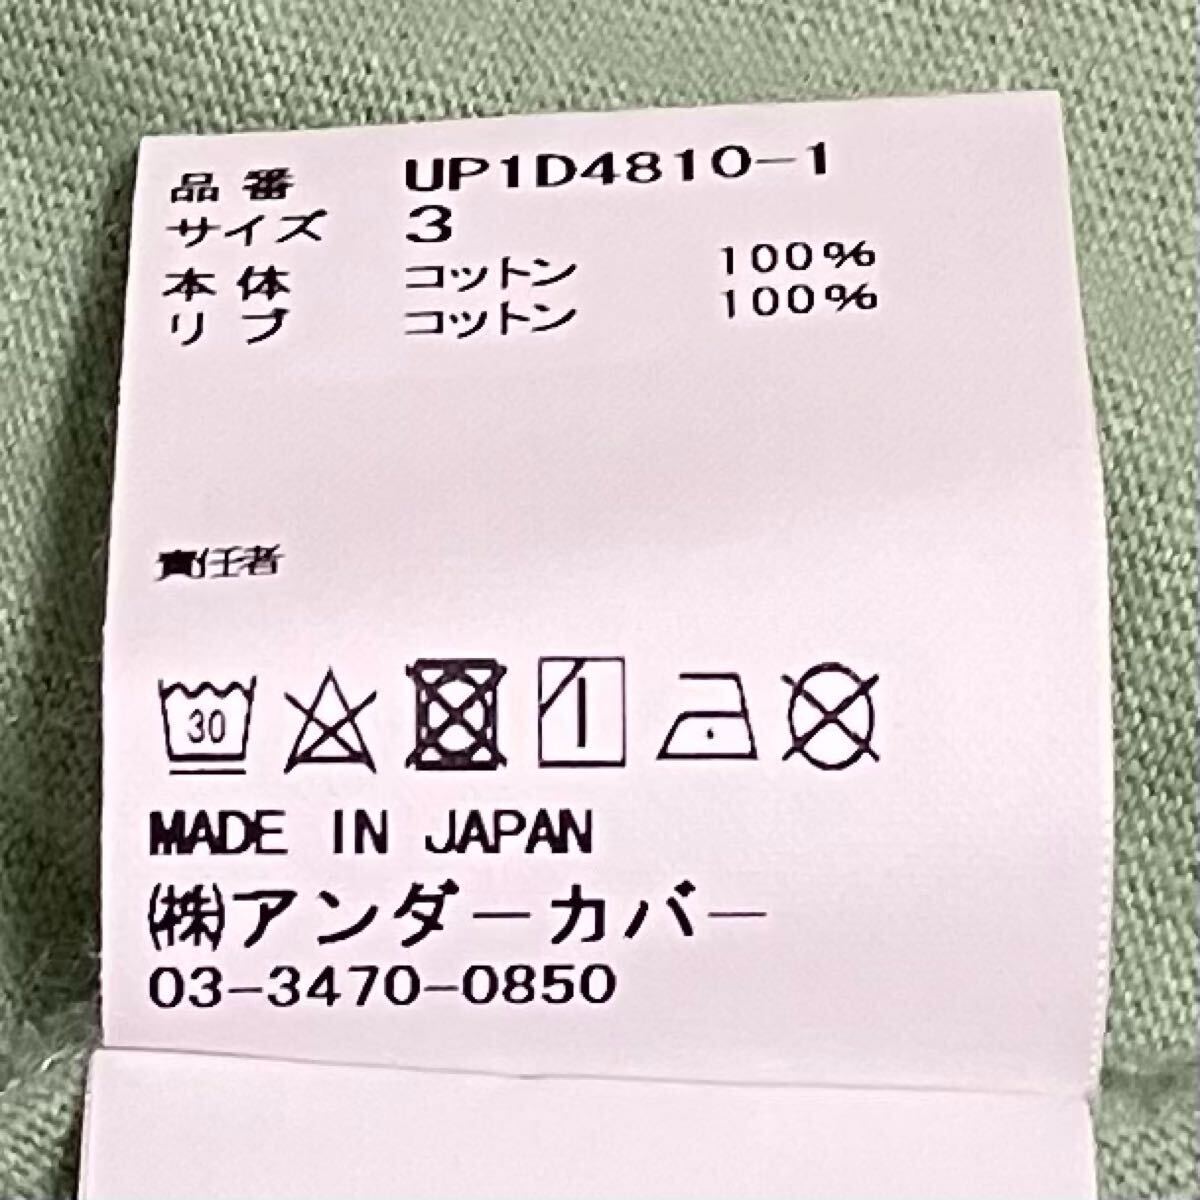 品番 UP1D4810-1
サイズ 3
本体 コットン 100%
リブ コットン 100%
責任者
30
MADE IN JAPAN
㈱アンダーカバー
03-3470-0850